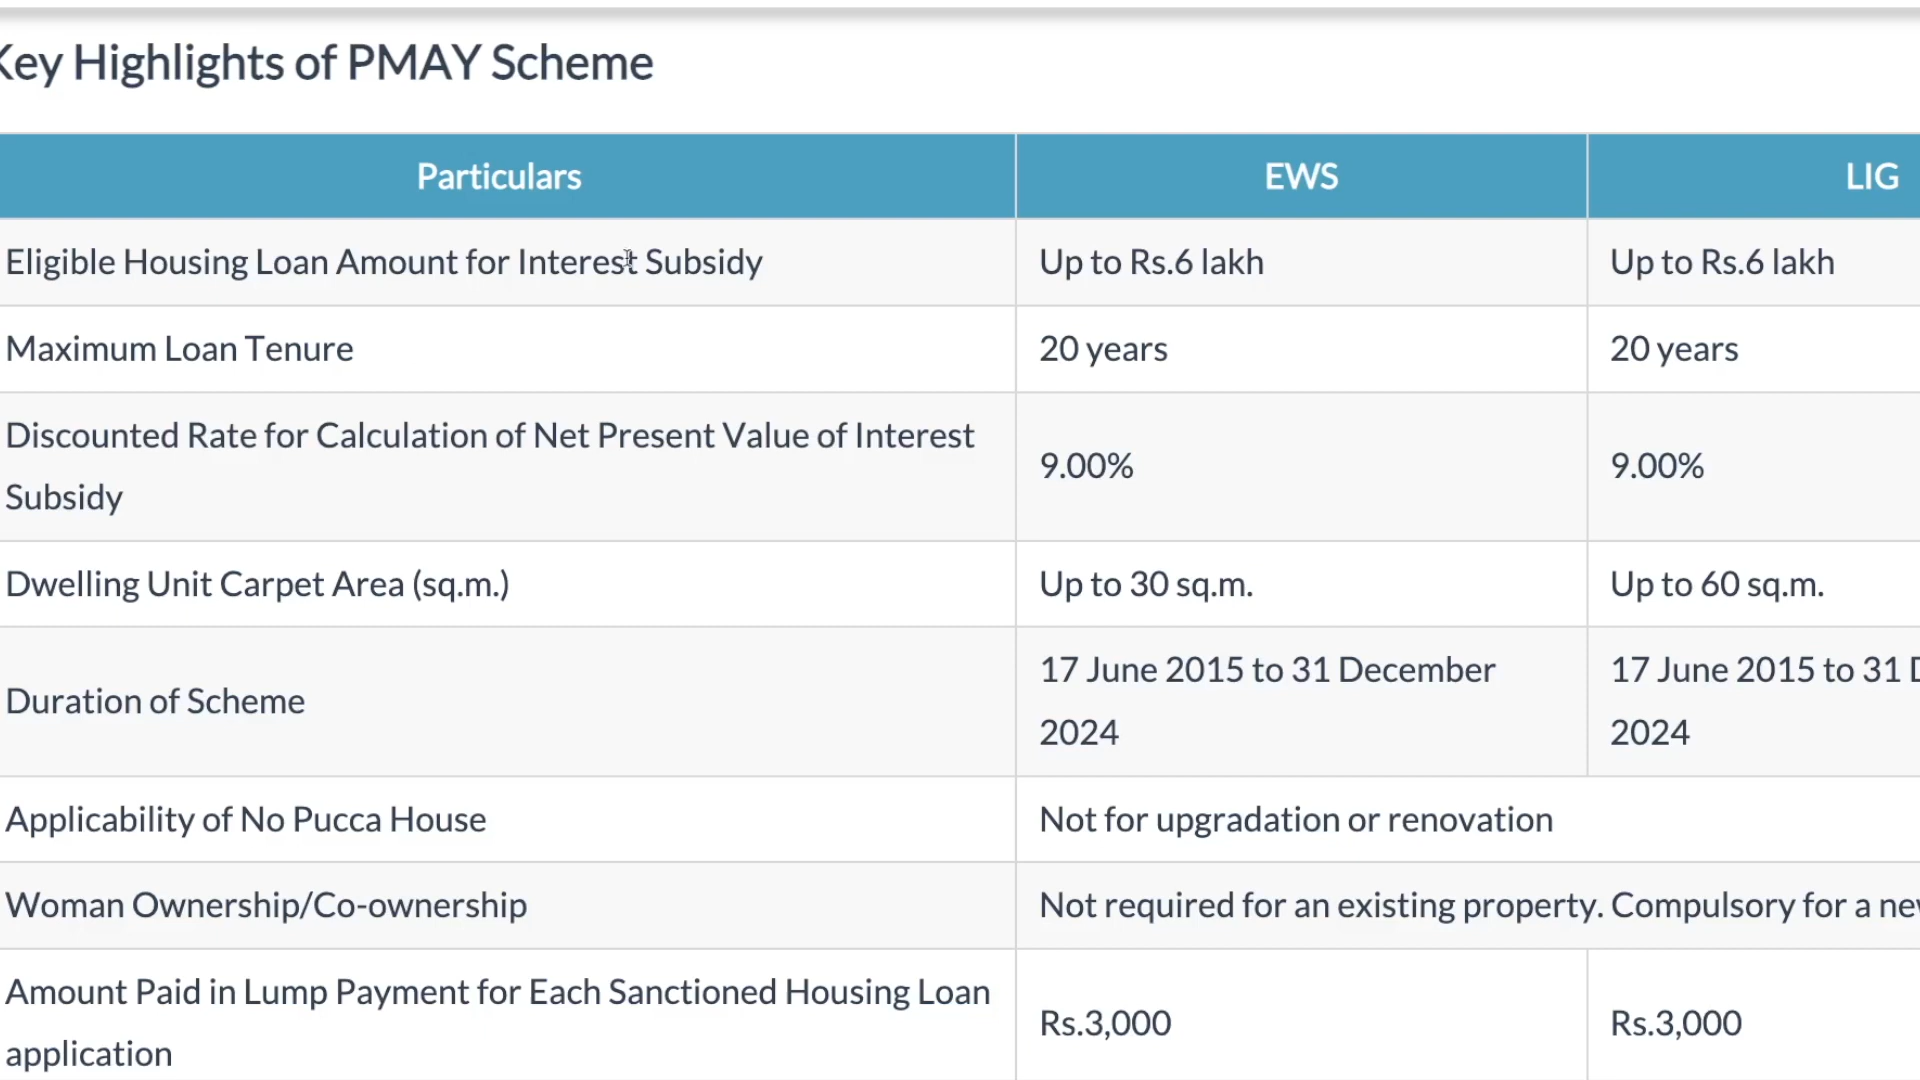 Key Highlights of PMAY Scheme
Particulars EWS LIG
Eligible Housing Loan Amount for Interest Subsidy Up to Rs.6 lakh Up to Rs.6 lakh
Maximum Loan Tenure 20 years 20 years
Discounted Rate for Calculation of Net Present Value of Interest
Subsidy 9.00% 9.00%
Dwelling Unit Carpet Area (sq.m.) Up to 30 sq.m. Up to 60 sq.m.
Duration of Scheme
17 June 2015 to 31 December
2024
17 June 2015 to 31
2024
Applicability of No Pucca House Not for upgradation or renovation
Woman Ownership/Co-ownership Not required for an existing property. Compulsory for a
Amount Paid in Lump Payment for Each Sanctioned Housing Loan
application Rs.3,000 Rs.3,000